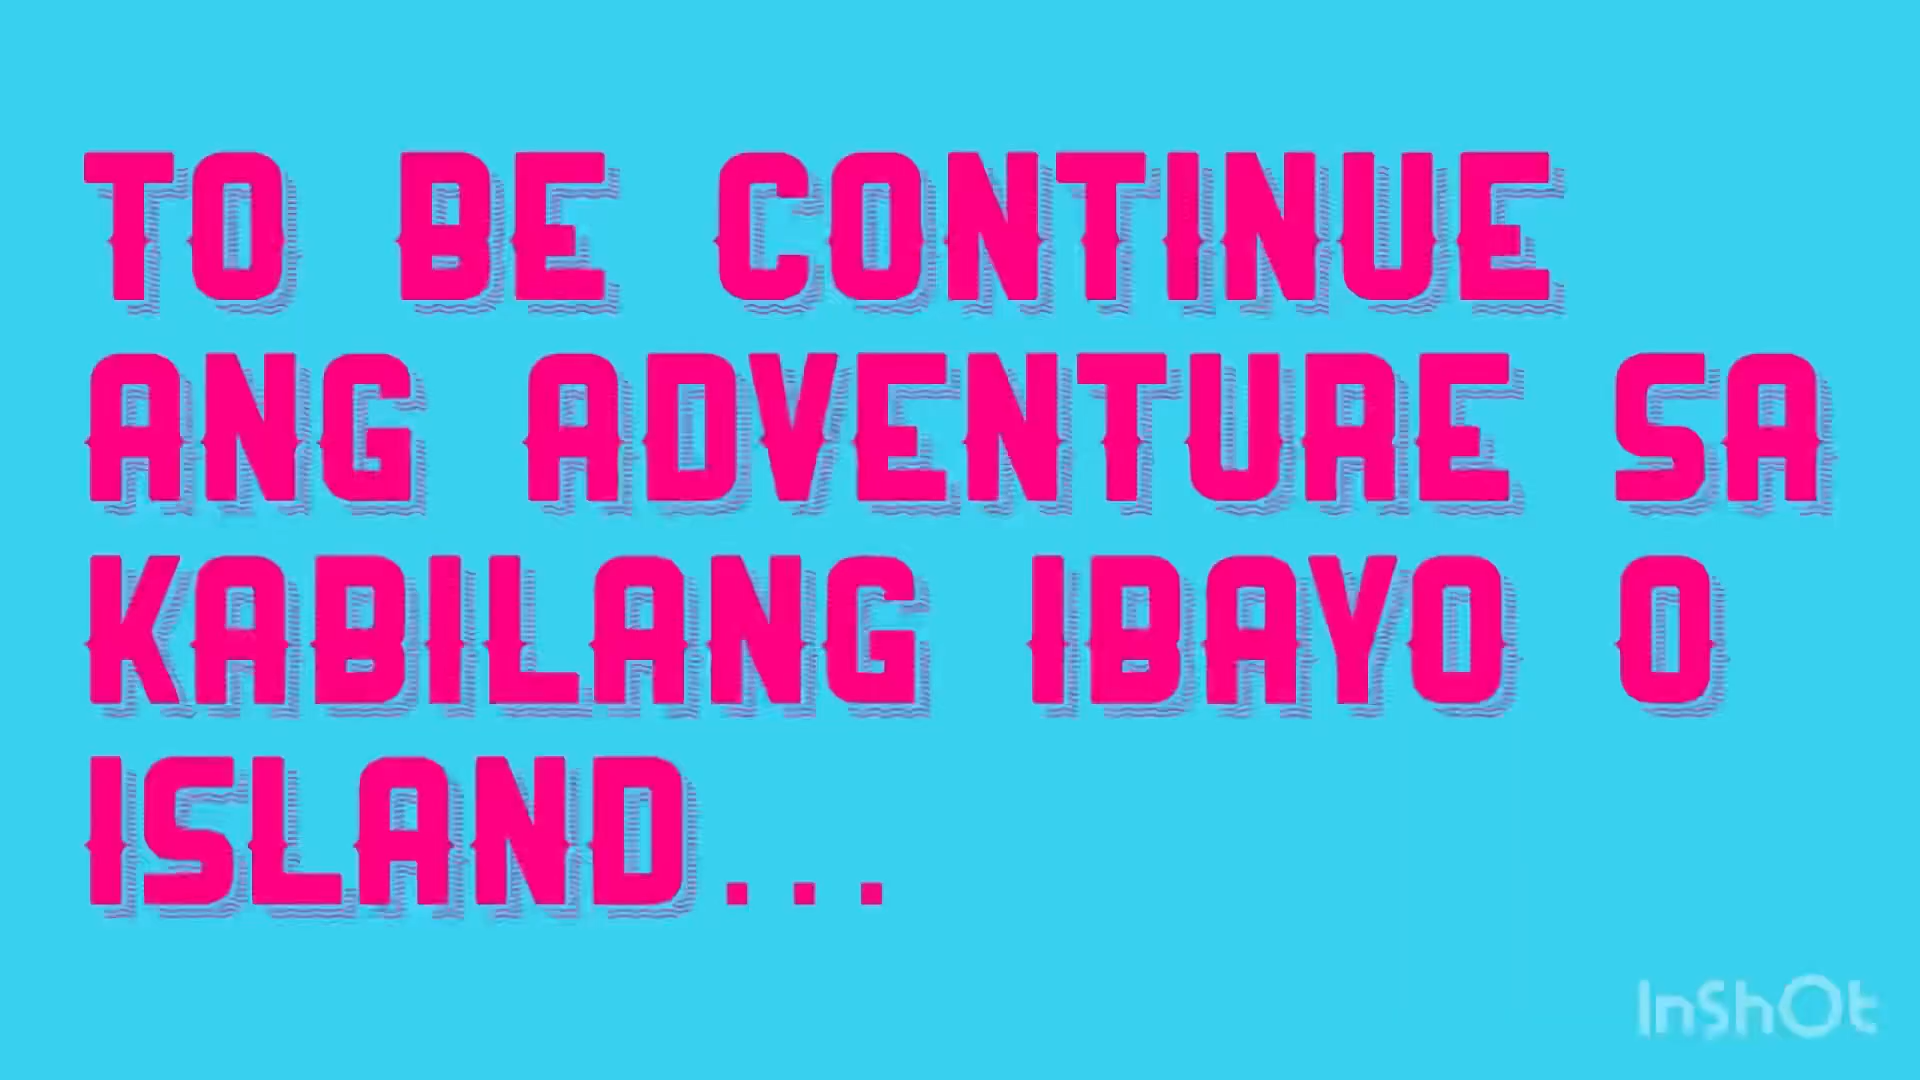 TO BE CONTINUE
ANG ADVENTURE SA
KABILANG IBAYO O
ISLAND...
InShOt